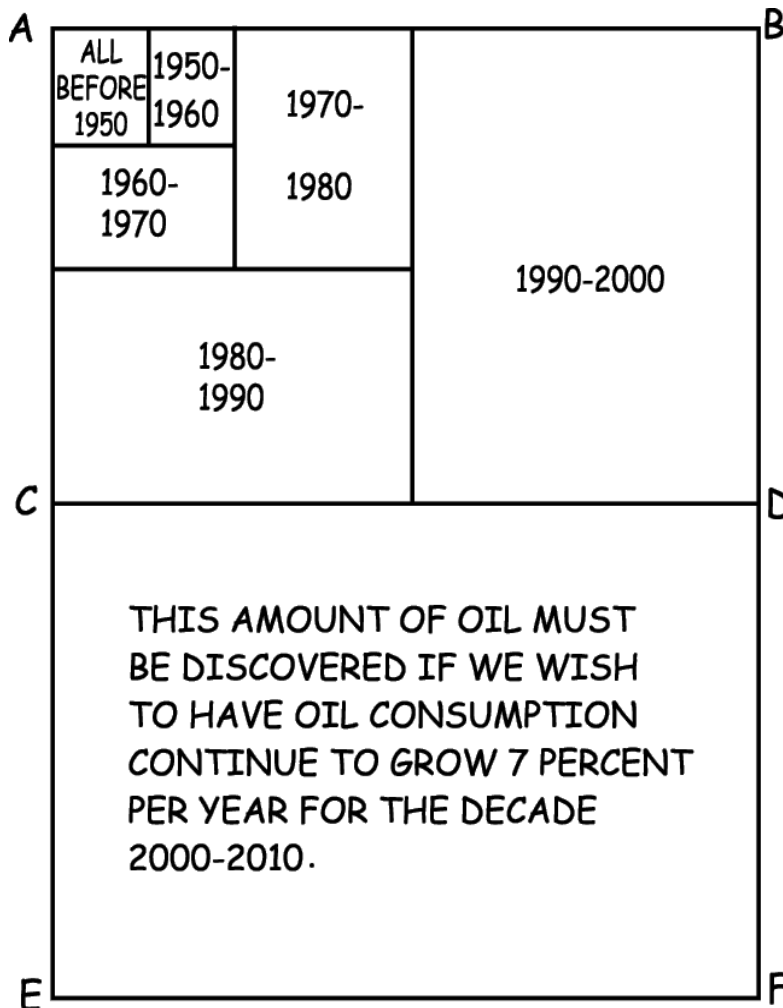 A
B
ALL
BEFORE
1950
1950-
1960
1970-
1980
1960-
1970
1990-2000
1980-
1990
C
D
THIS AMOUNT OF OIL MUST
BE DISCOVERED IF WE WISH
TO HAVE OIL CONSUMPTION
CONTINUE TO GROW 7 PERCENT
PER YEAR FOR THE DECADE
2000-2010.
E
F